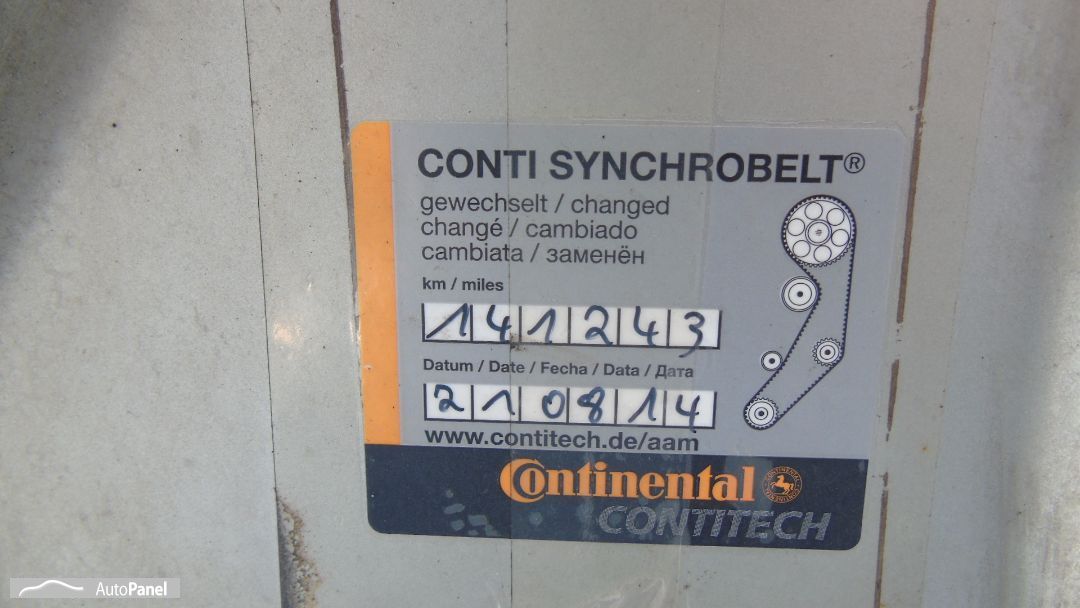 CONTI SYNCHROBELT®
gewechselt / changed
changé / cambiado
cambiata / заменён
km / miles
141243
Datum / Date / Fecha / Data / Дата
210814
www.contitech.de/aam
Continental
CONTITECH
AutoPanel